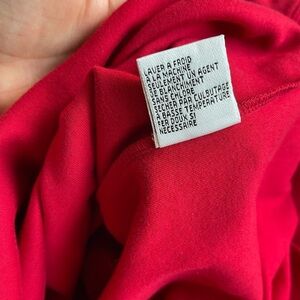 LAVER A FROID
A LA MACHINE
SEULEMENT UN AGENT
DE BLANCHIMENT
SANS CHLORE
SECHER PAR CULBUTAGE
A BASSE TEMPERATURE
FER DOUX SI
NECESSAIRE